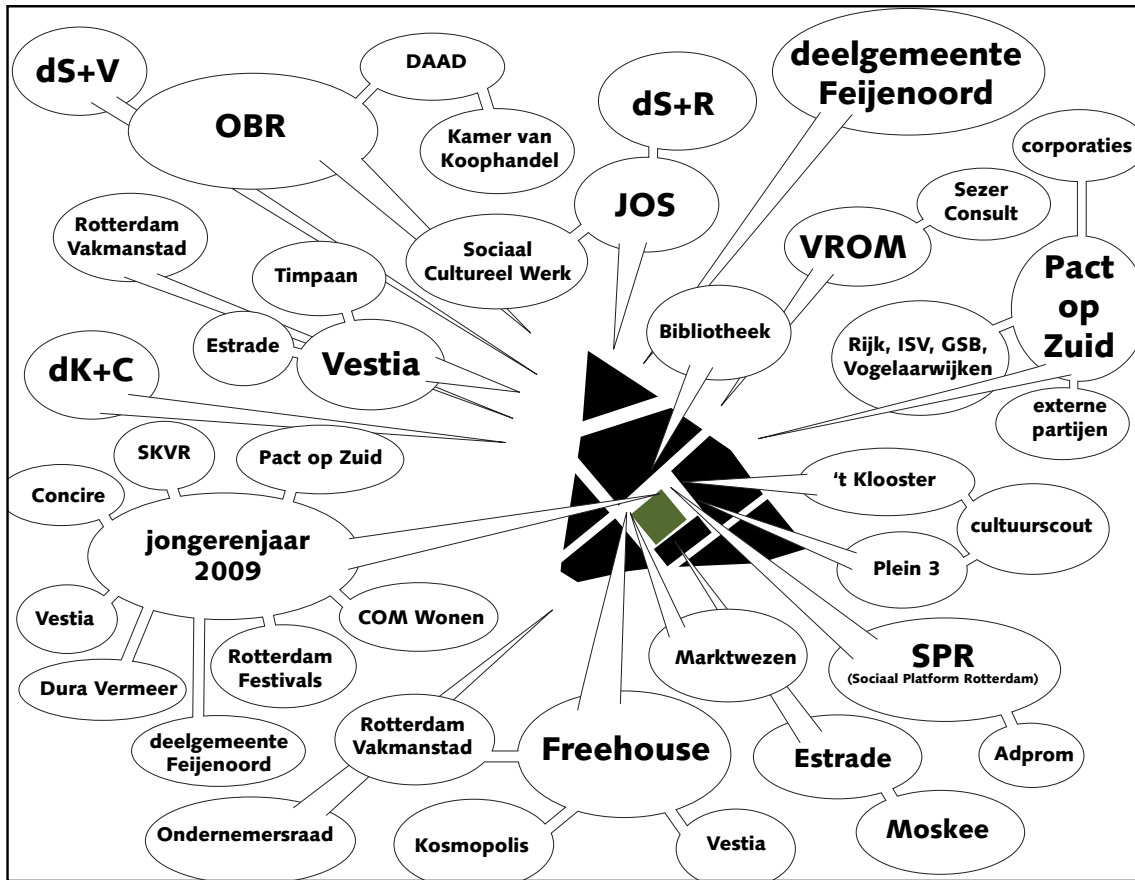 dS+V
OBR
DAAD
Kamer van
Koophandel
dS+R
JOS
deelgemeente
Feijenoord
corporaties
Sezer
Consult
VROM
Pact
op
Zuid
Rotterdam
Vakmanstad
Timpaan
Sociaal
Cultureel Werk
Estrade
Vestia
Bibliotheek
Rijk, ISV, GSB,
Vogelaarwijken
externe
partijen
dK+C
SKVR
Pact op Zuid
Concire
jongerenjaar
2009
't Klooster
cultuurscout
Plein 3
Vestia
COM Wonen
Dura Vermeer
Rotterdam
Festivals
deelgemeente
Feijenoord
Marktwezen
SPR
(Sociaal Platform Rotterdam)
Rotterdam
Vakmanstad
Freehouse
Estrade
Adprom
Ondernemersraad
Kosmopolis
Vestia
Moskee